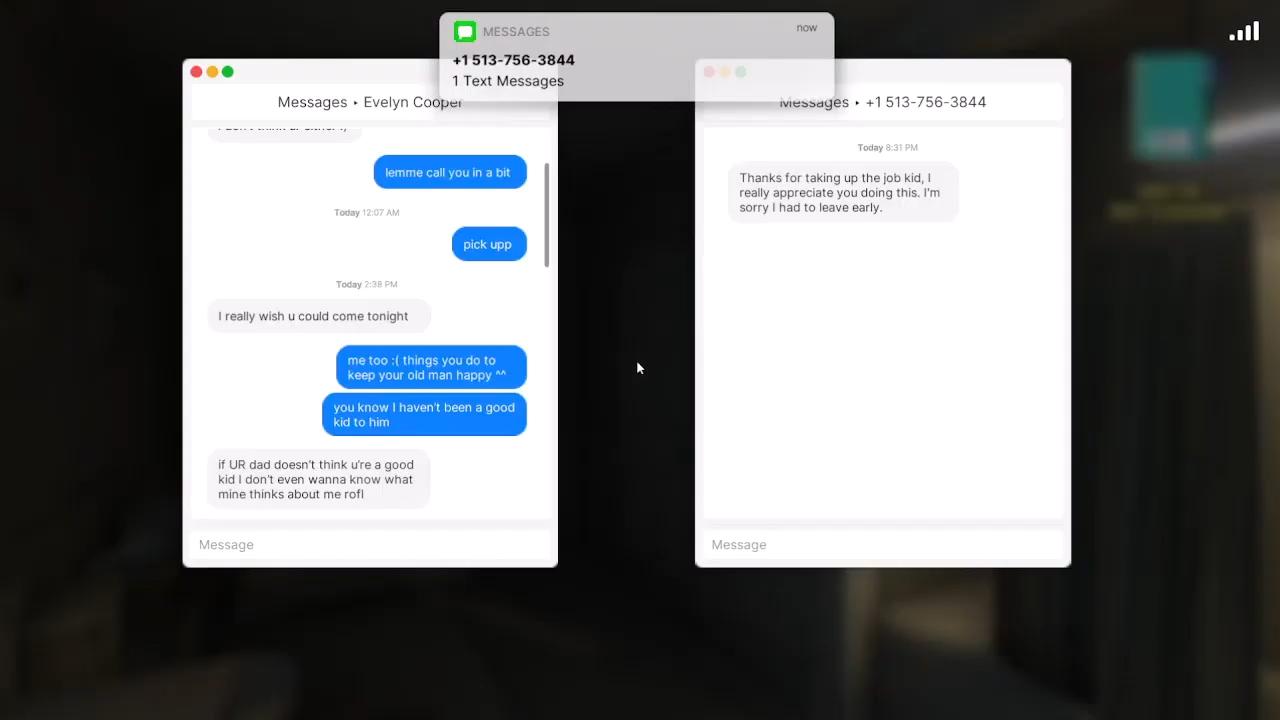 MESSAGES
now
+1 513-756-3844
1 Text Messages
Messages ‣ Evelyn Cooper
lemme call you in a bit
Today 12:07 AM
pick upp
Today 2:38 PM
I really wish u could come tonight
me too :( things you do to
keep your old man happy ^^
you know I haven't been a good
kid to him
if UR dad doesn't think u're a good
kid I don't even wanna know what
mine thinks about me rofl
Message
Messages ‣ +1 513-756-3844
Today 8:31 PM
Thanks for taking up the job kid, I
really appreciate you doing this. I'm
sorry I had to leave early.
Message